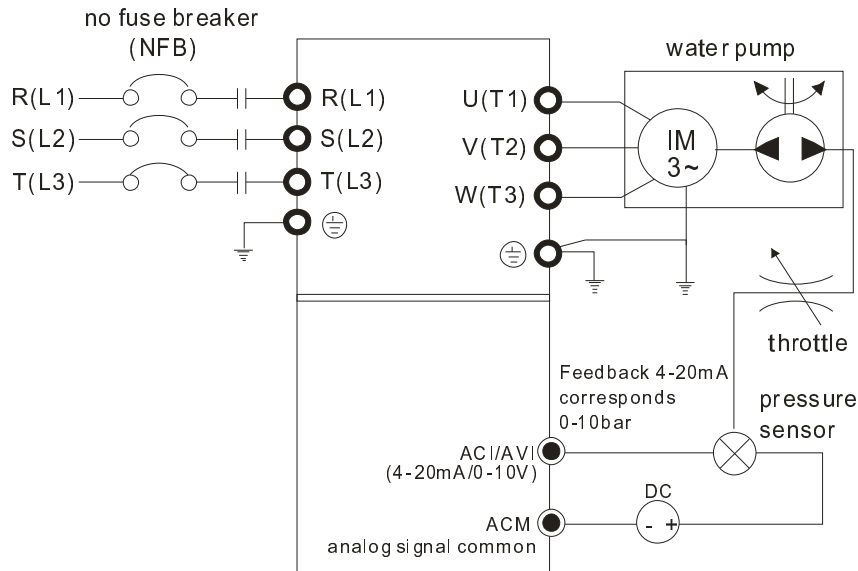 no fuse breaker
(NFB)
R(L1)
S(L2)
T(L3)
R(L1)
S(L2)
T(L3)
U(T1)
V(T2)
W(T3)
water pump
IM
3~
throttle
Feedback 4-20mA
corresponds
0-10bar
pressure
sensor
ACI/AVI
(4-20mA/0-10V)
DC
- +
ACM
analog signal common